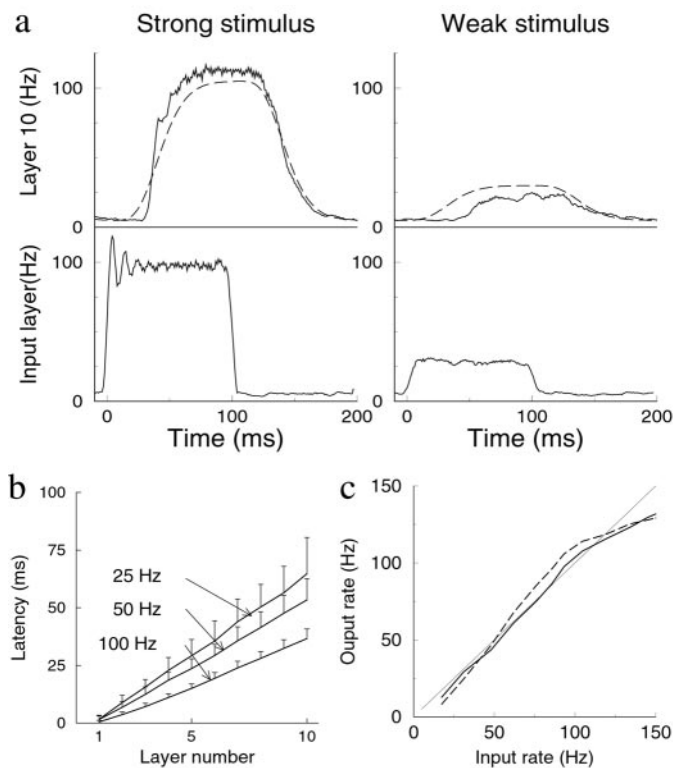 a
Strong stimulus Weak stimulus
Layer 10 (Hz)
100
0
100
0
Input layer(Hz)
100
0
100
0
0 100 200
0 100 200
Time (ms) Time (ms)
b
Latency (ms)
100
75
50
25
0
25 Hz
50 Hz
100 Hz
1 5 10
Layer number
c
Ouput rate (Hz)
150
100
50
0
0 50 100 150
Input rate (Hz)